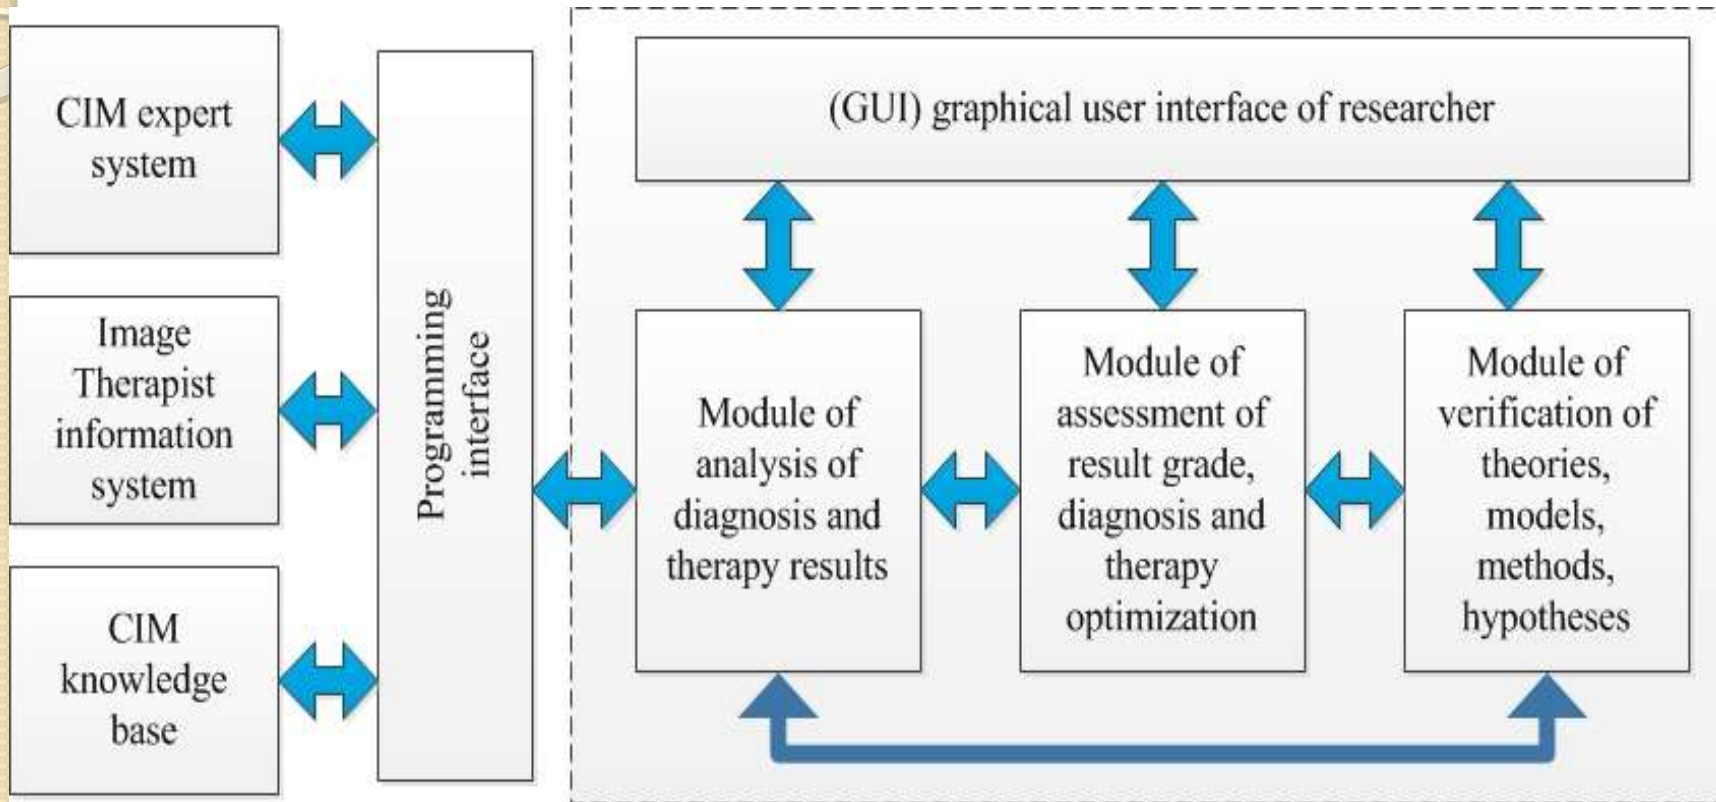 CIM expert
system
Image
Therapist
information
system
CIM
knowledge
base
Programming
interface
(GUI) graphical user interface of researcher
Module of
analysis of
diagnosis and
therapy results
Module of
assessment of
result grade,
diagnosis and
therapy
optimization
Module of
verification of
theories,
models,
methods,
hypotheses